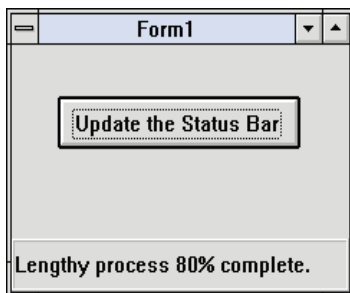 Form1
Update the Status Bar
Lengthy process 80% complete.